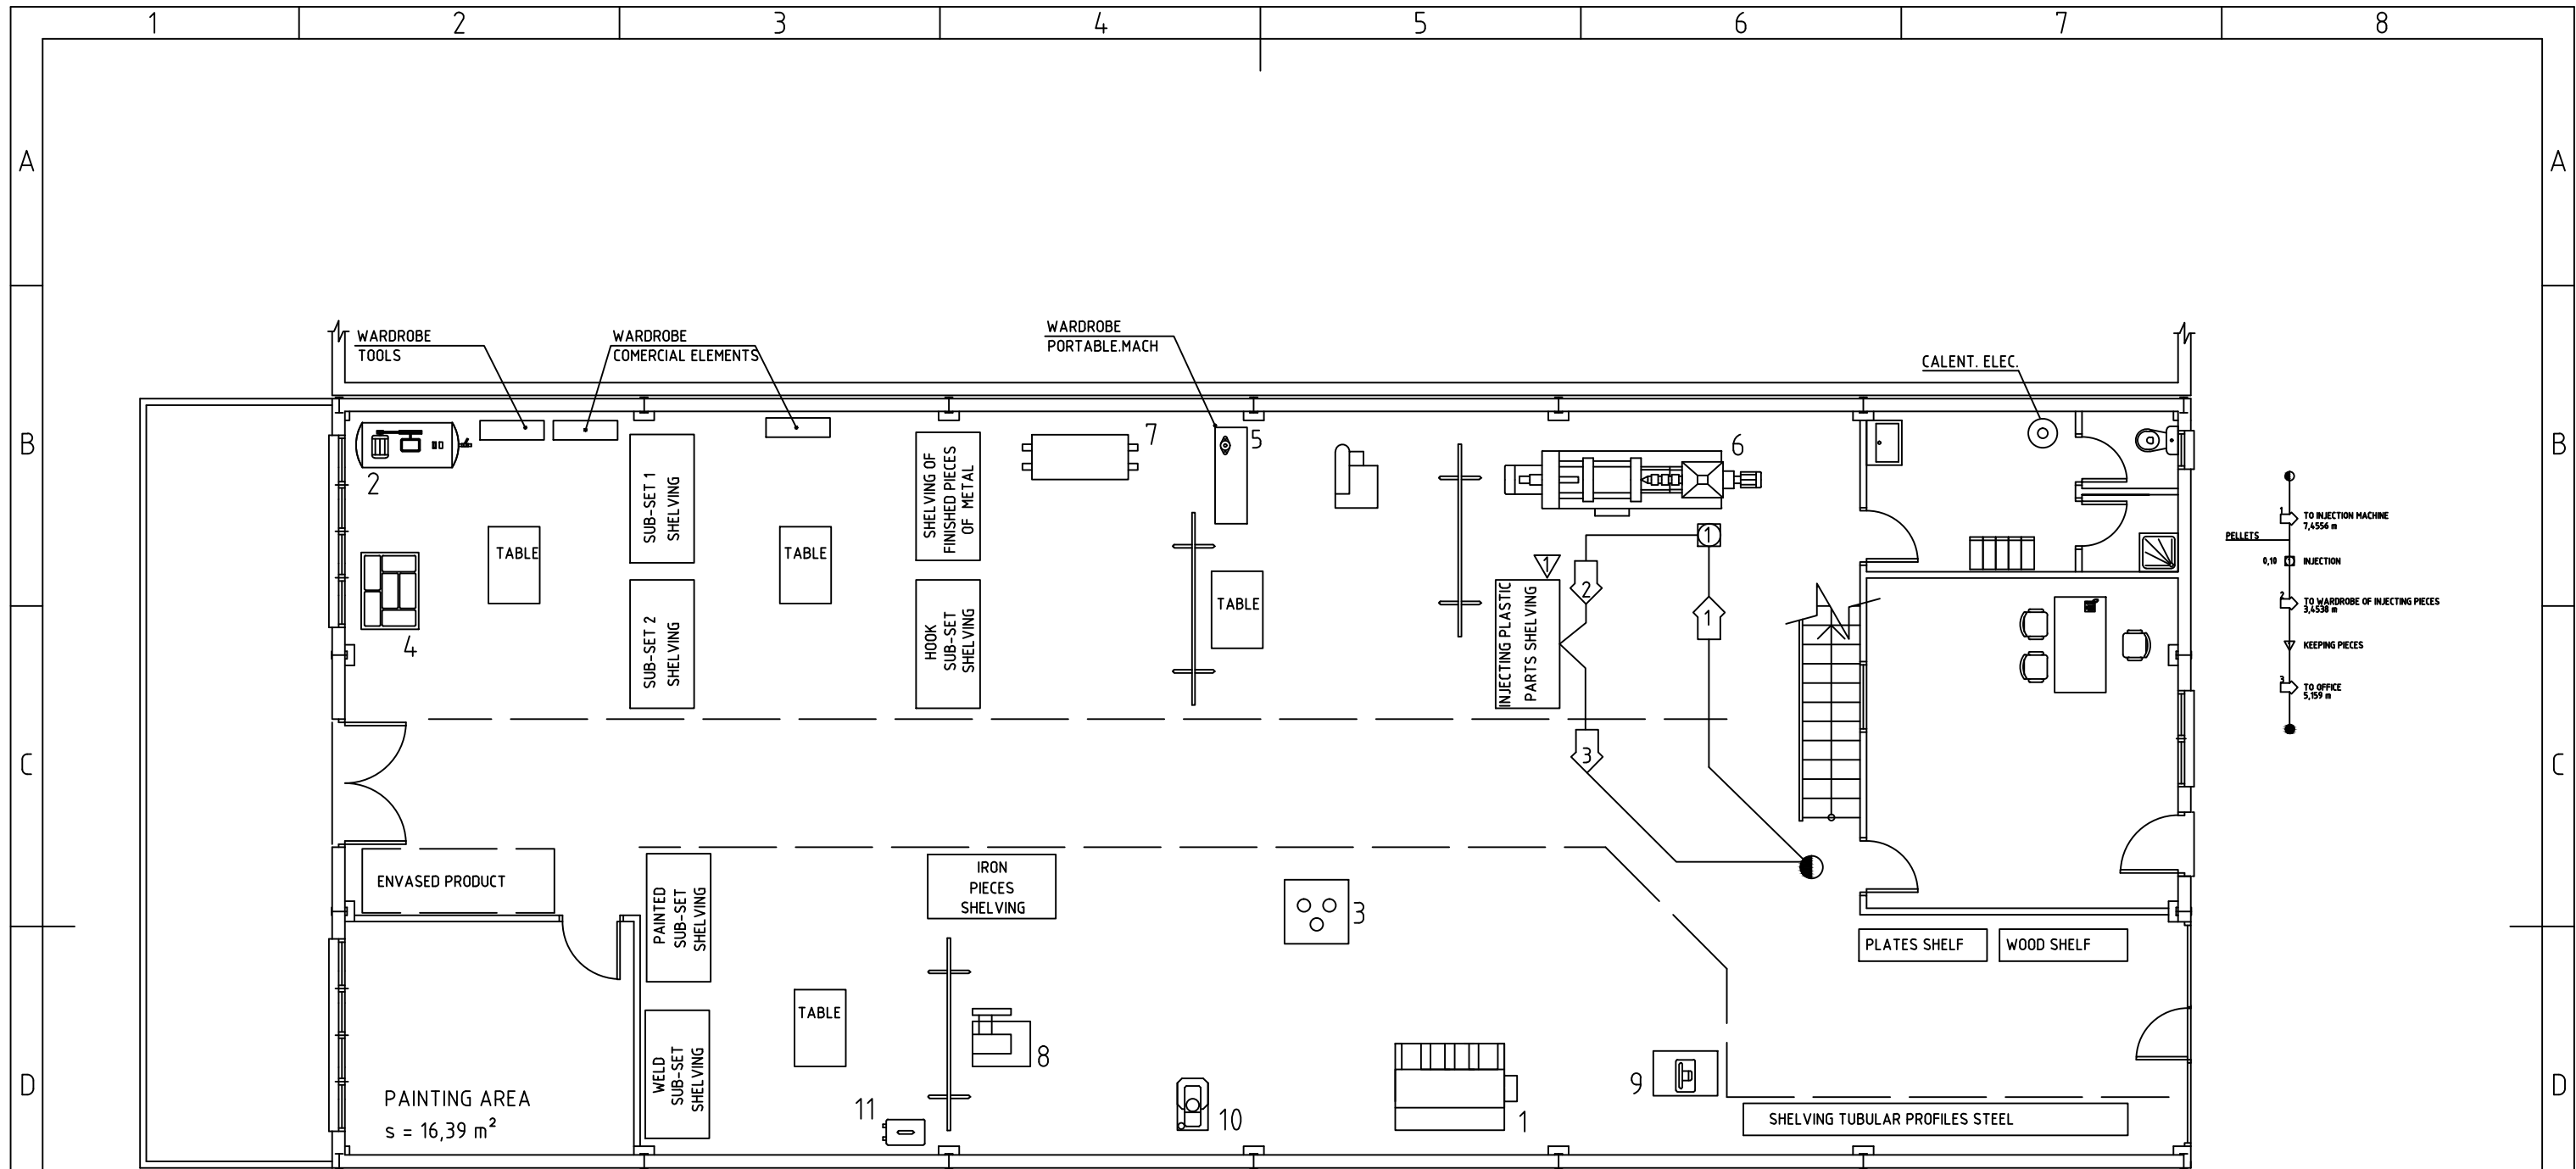 1 2 3 4 5 6 7 8
A A
WARDROBE
TOOLS
WARDROBE
COMERCIAL ELEMENTS
WARDROBE
PORTABLE.MACH
CALENT. ELEC.
B B
2
7
5
6
SUB-SET 1
SHELVING
SHELVING OF
FINISHED PIECES
OF METAL
TABLE
TABLE
TABLE
4
SUB-SET 2
SHELVING
HOOK
SUB-SET
SHELVING
INJECTING PLASTIC
PARTS SHELVING
1
1
2
1
3
1
TO INJECTION MACHINE
7,4556 m
PELLETS
0,10
INJECTION
2
TO WARDROBE OF INJECTING PIECES
3,4538 m
KEEPING PIECES
3
TO OFFICE
5,159 m
C C
ENVASED PRODUCT
PAINTED
SUB-SET
SHELVING
IRON
PIECES
SHELVING
3
PLATES SHELF
WOOD SHELF
TABLE
WELD
SUB-SET
SHELVING
8
9
10
11
1
D D
PAINTING AREA
s = 16,39 m²
SHELVING TUBULAR PROFILES STEEL